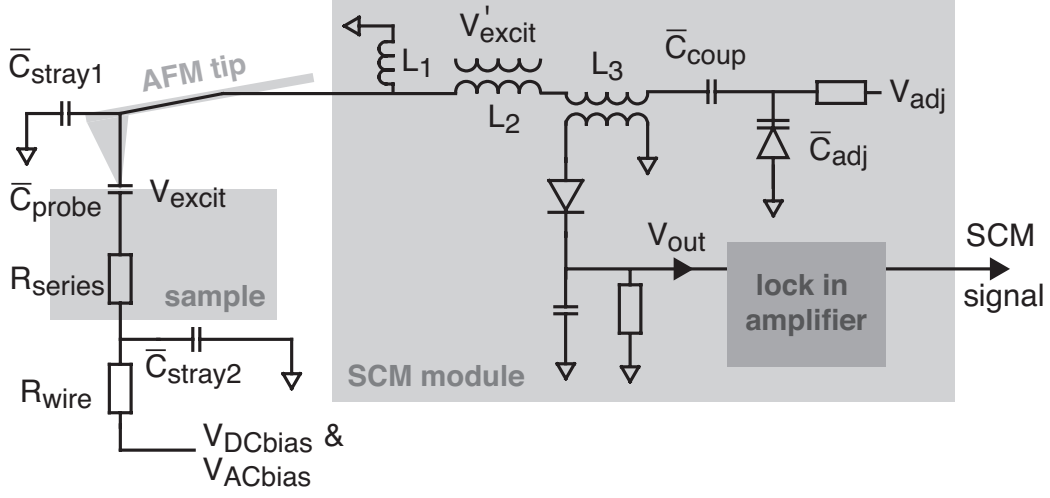 V'excit
C̅stray1
AFM tip
L1
L2
L3
C̅coup
Vadj
C̅adj
C̅probe
Vexcit
Rseries
sample
Vout
lock in
amplifier
SCM
signal
C̅stray2
SCM module
Rwire
VDCbias &
VACbias